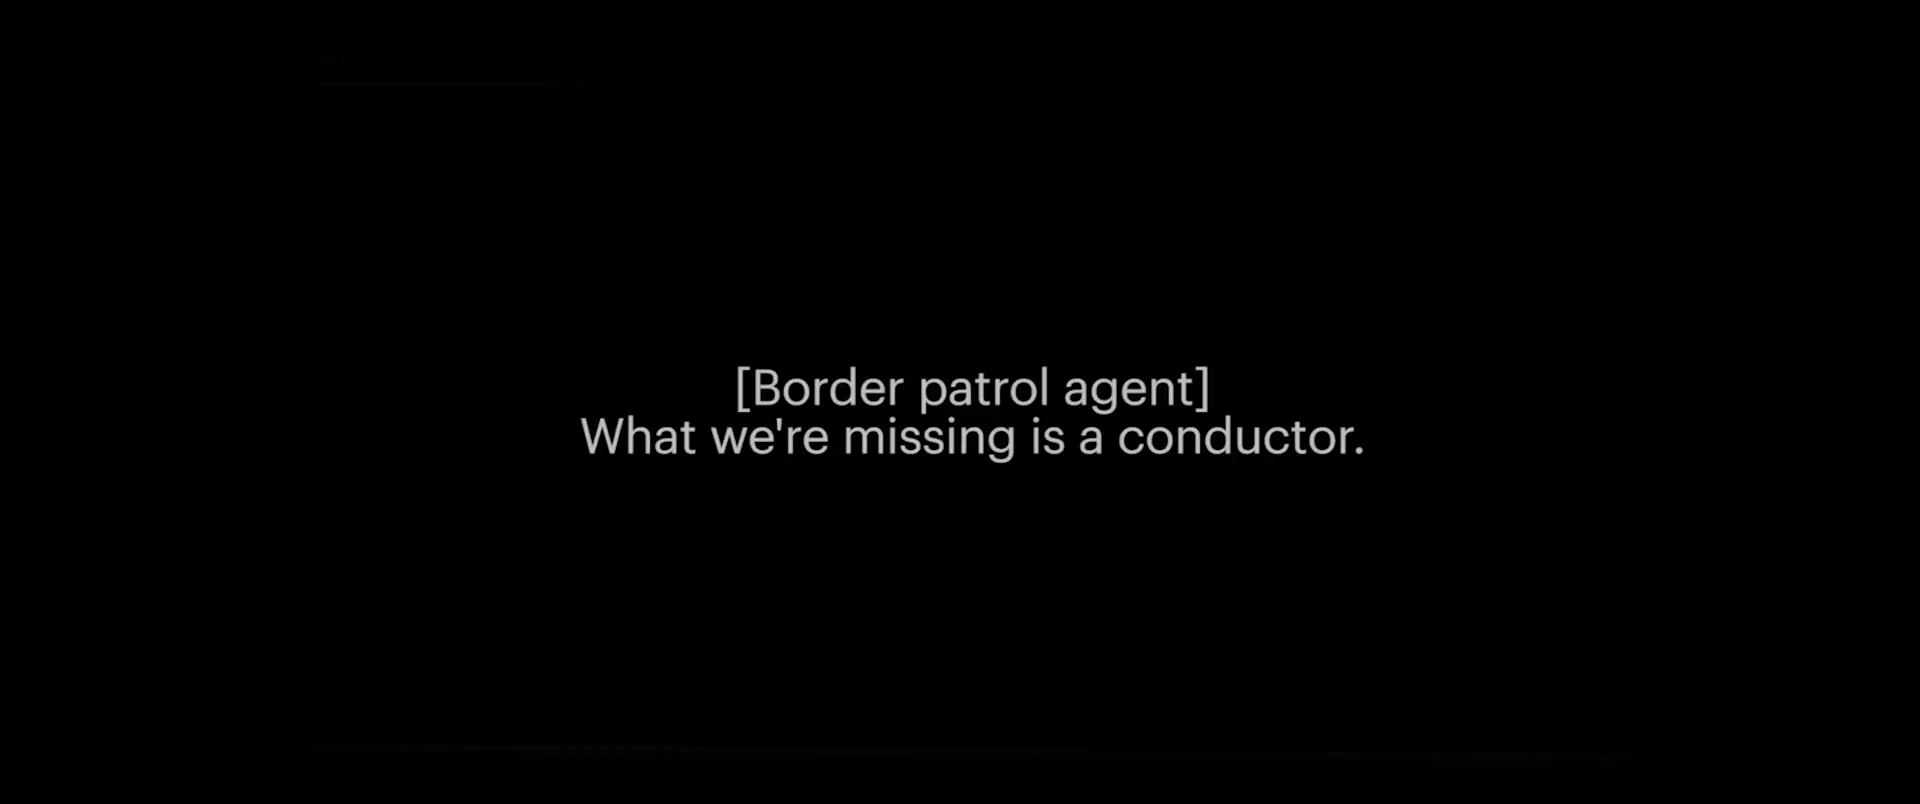 [Border patrol agent]
What we're missing is a conductor.